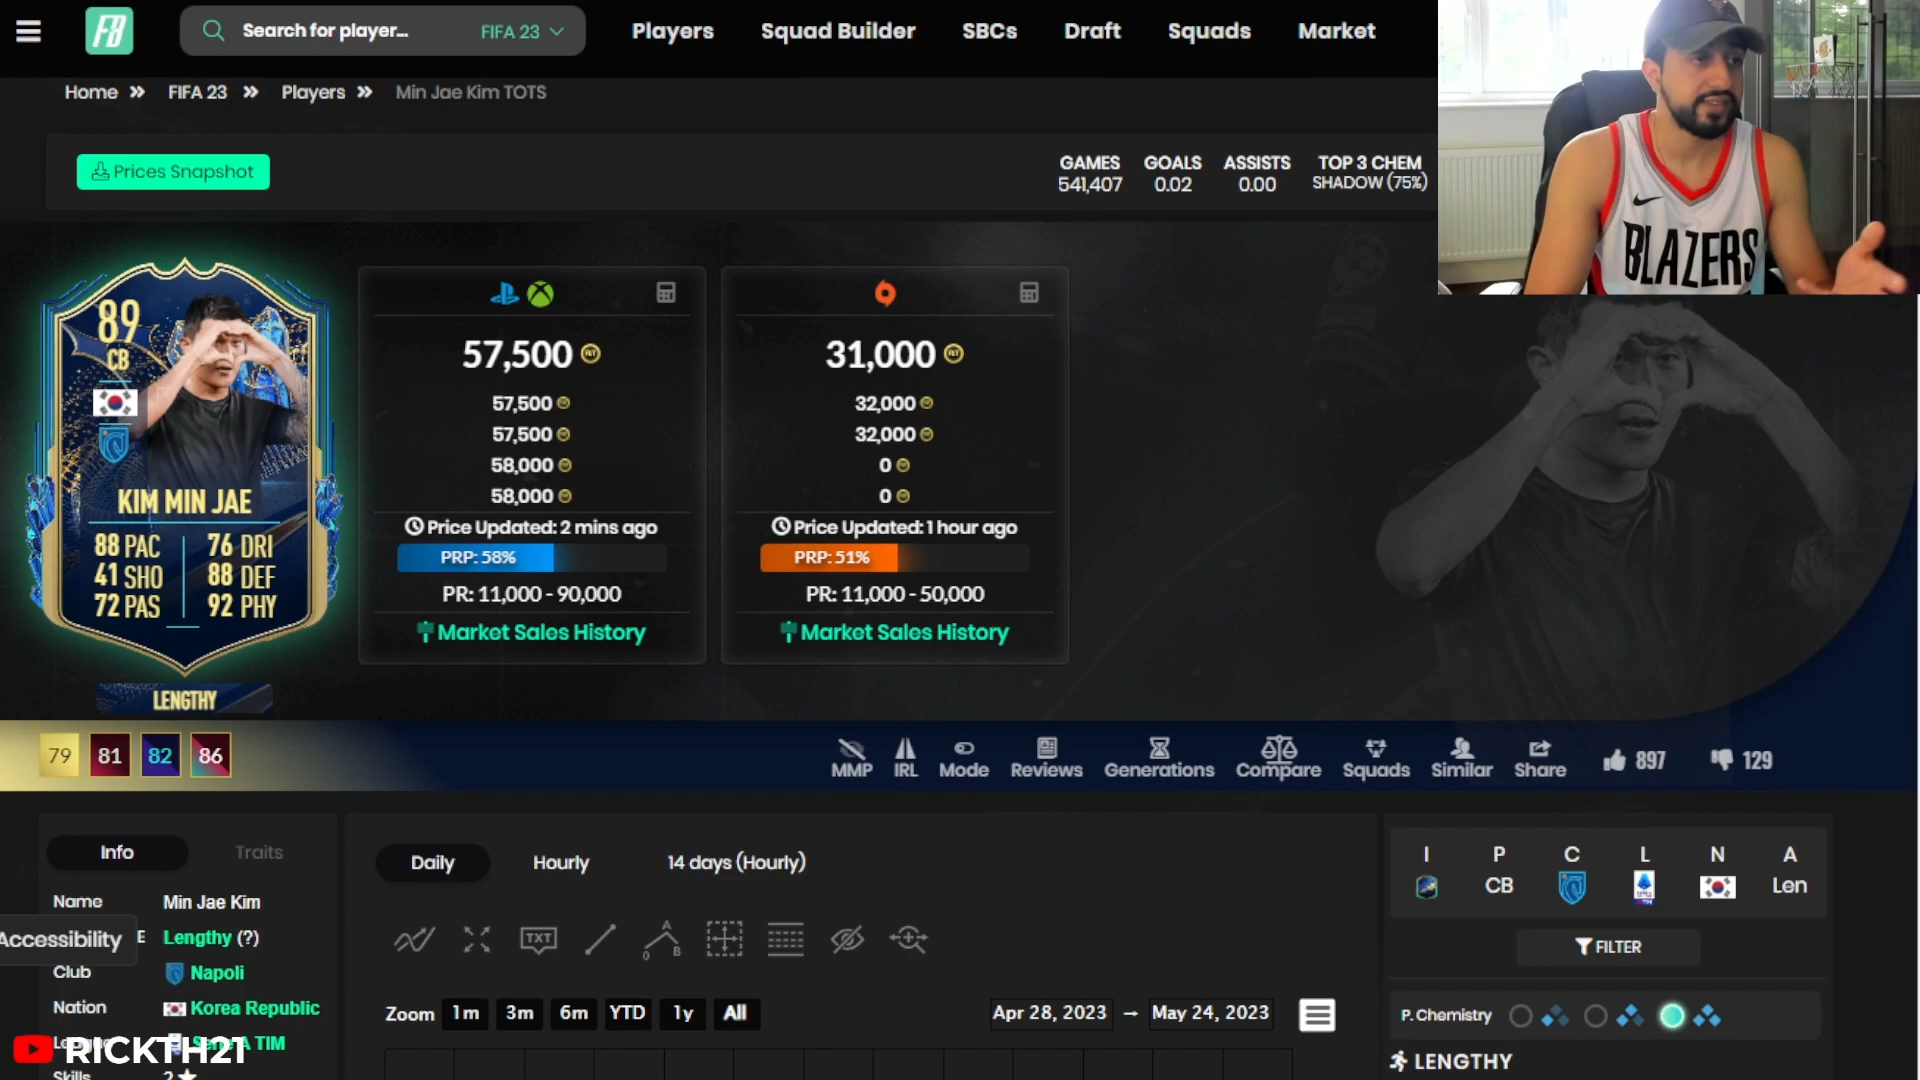 Search for player... FIFA 23
Players Squad Builder SBCs Draft Squads Market
Home » FIFA 23 » Players » Min Jae Kim TOTS
Prices Snapshot
GAMES GOALS ASSISTS TOP 3 CHEM
541,407 0.02 0.00 SHADOW (75%)
BLAZERS
89
CB
KIM MIN JAE
88 PAC 76 DRI
41 SHO 88 DEF
72 PAS 92 PHY
LENGTHY
57,500
57,500
57,500
58,000
58,000
Price Updated: 2 mins ago
PRP: 58%
PR: 11,000 - 90,000
Market Sales History
31,000
32,000
32,000
0
0
Price Updated: 1 hour ago
PRP: 51%
PR: 11,000 - 50,000
Market Sales History
79 81 82 86
MMP IRL Mode Reviews Generations Compare Squads Similar Share 897 129
Info Traits
Name Min Jae Kim
Accessibility E Lengthy (?)
Club Napoli
Nation Korea Republic
RICKTH21 TIM
Skills 2★
Daily Hourly 14 days (Hourly)
TXT
A
0 B
Zoom 1m 3m 6m YTD 1y All Apr 28, 2023 → May 24, 2023
I P C L N A
CB Len
FILTER
P. Chemistry
LENGTHY